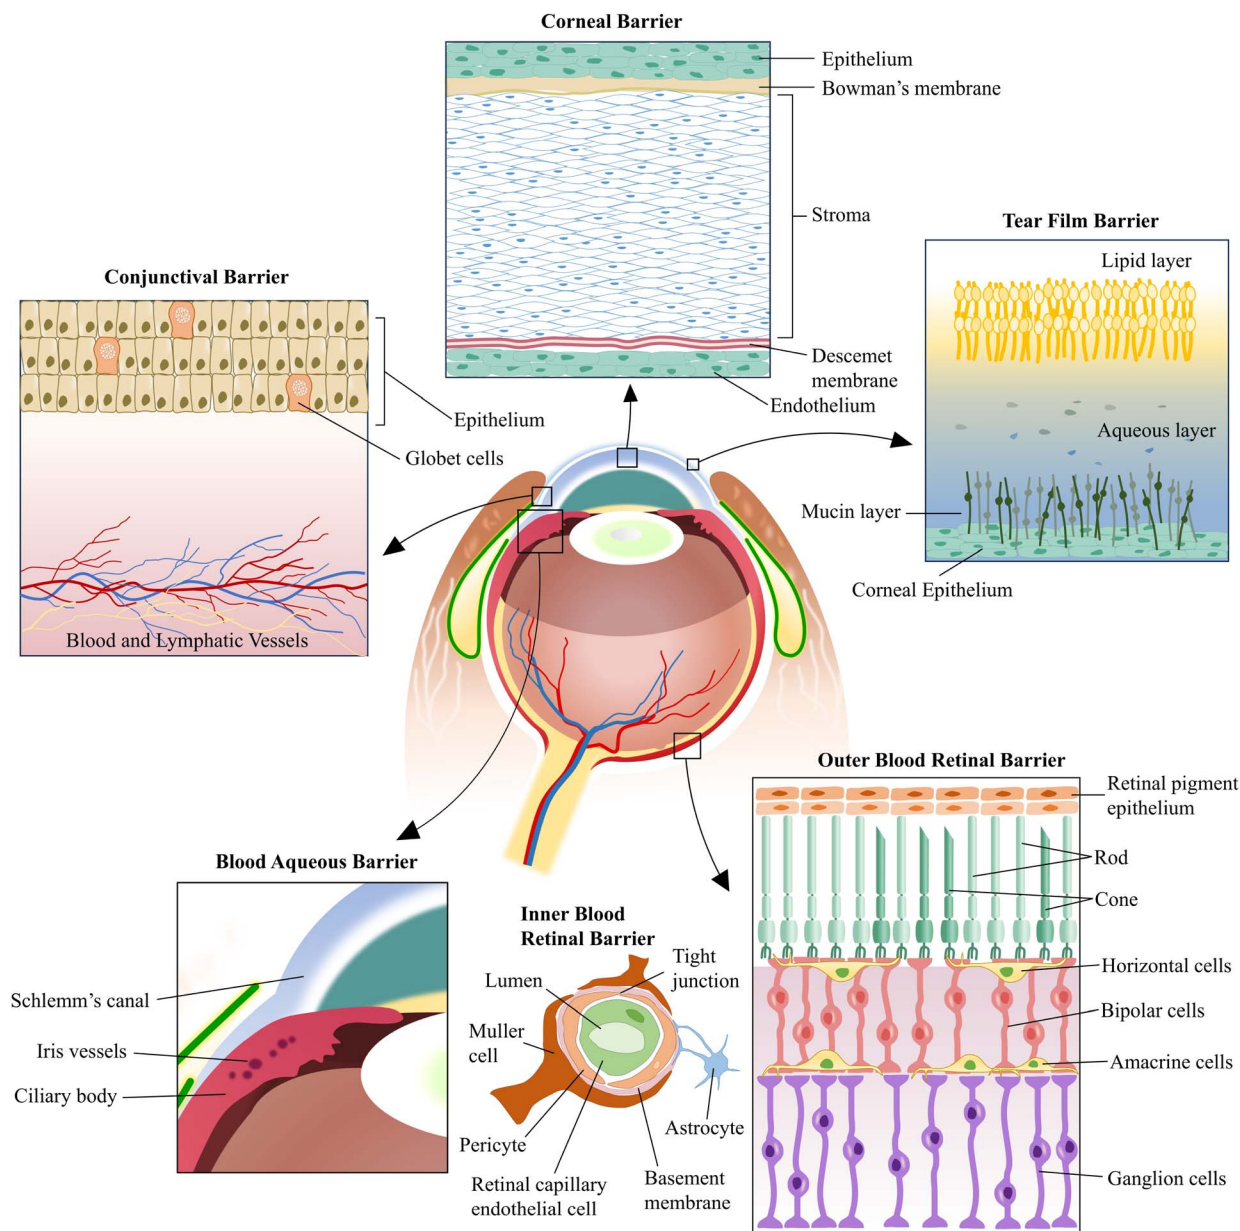 Corneal Barrier
Epithelium
Bowman's membrane
Stroma
Descemet
membrane
Endothelium
Tear Film Barrier
Lipid layer
Aqueous layer
Mucin layer
Corneal Epithelium
Conjunctival Barrier
Epithelium
Globet cells
Blood and Lymphatic Vessels
Blood Aqueous Barrier
Schlemm's canal
Iris vessels
Ciliary body
Inner Blood
Retinal Barrier
Tight
junction
Lumen
Muller
cell
Pericyte
Astrocyte
Retinal capillary
endothelial cell
Basement
membrane
Outer Blood Retinal Barrier
Retinal pigment
epithelium
Rod
Cone
Horizontal cells
Bipolar cells
Amacrine cells
Ganglion cells